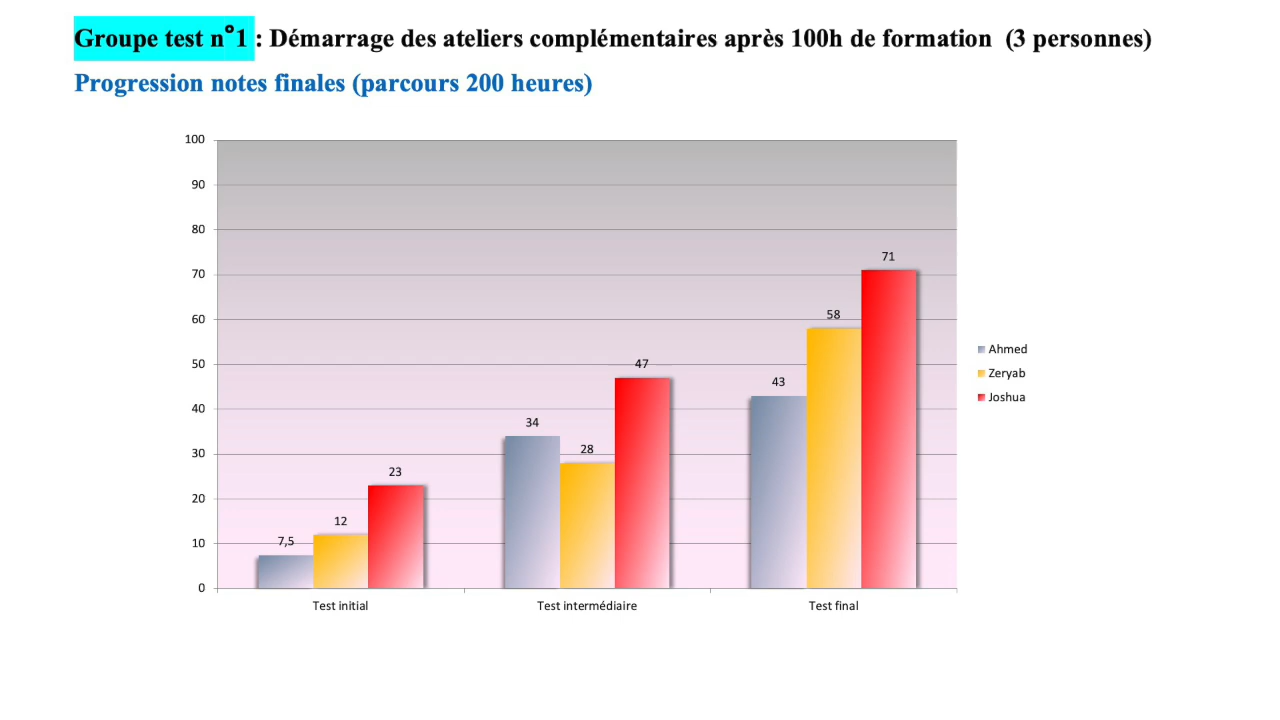 Groupe test n°1 : Démarrage des ateliers complémentaires après 100h de formation (3 personnes)
Progression notes finales (parcours 200 heures)
100
90
80
70
60
50
40
30
20
10
0
7,5
12
23
34
28
47
43
58
71
Test initial
Test intermédiaire
Test final
Ahmed
Zeryab
Joshua